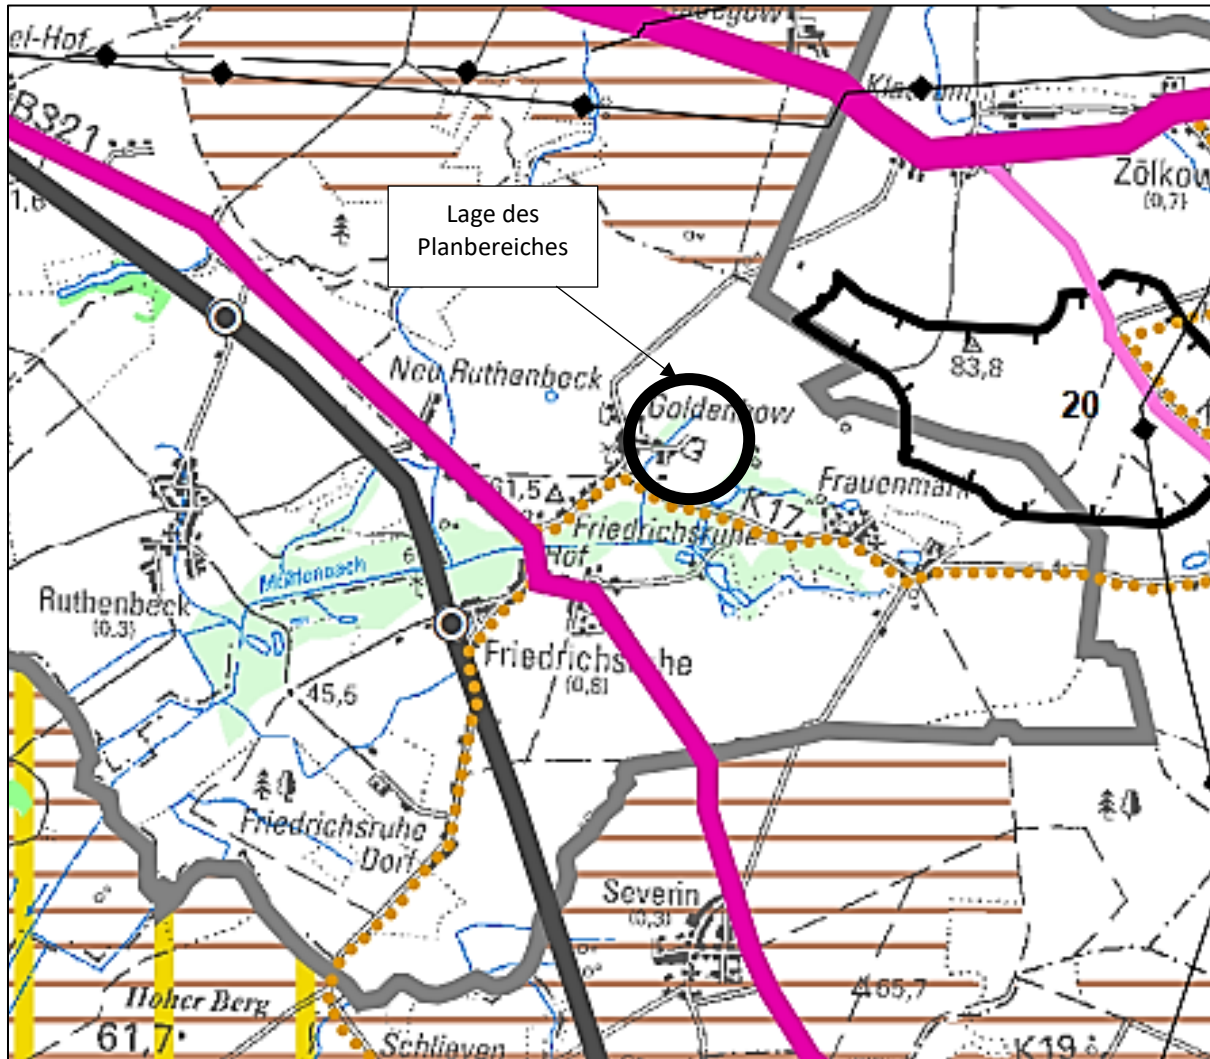 el-Hof
B321
1,6
Lage des
Planbereiches
Zölkow
(0,7)
83,8
20
Neu Ruthenbeck
Goldenbow
Frauenmark
61,5
K17
Friedrichsruhe
Hof
6
Mühlenbach
Ruthenbeck
(0,3)
Friedrichsruhe
(0,8)
45,5
Friedrichsruhe
Dorf
Severin
(0,3)
65,7
Hoher Berg
61,7
Schlieven
K19